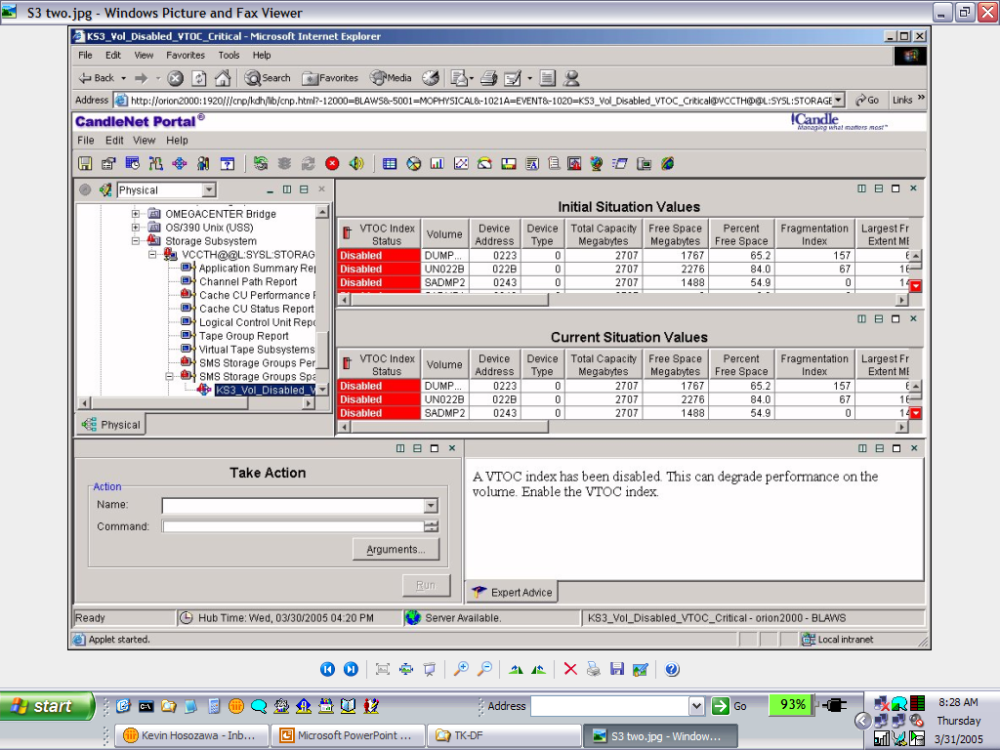 S3 two.jpg - Windows Picture and Fax Viewer
KS3_Vol_Disabled_VTOC_Critical - Microsoft Internet Explorer
File Edit View Favorites Tools Help
Back Search Favorites Media
Address http://orion2000:1920///cnp/kdh/lib/cnp.html?-12000=BLAWS&-5001=MOPHYSICAL&-1021A=EVENT&-1020=KS3_Vol_Disabled_VTOC_Critical@VCCTH@@L:SYSL:STORAGE Go Links »
CandleNet Portal®
Candle
Managing what matters most™
File Edit View Help
Physical
OMEGACENTER Bridge
OS/390 Unix (USS)
Storage Subsystem
VCCTH@@L:SYSL:STORAG
Application Summary Rep
Channel Path Report
Cache CU Performance
Cache CU Status Report
Logical Control Unit Repo
Tape Group Report
Virtual Tape Subsystems
SMS Storage Groups Per
SMS Storage Groups Spa
KS3_Vol_Disabled_V
Physical
Initial Situation Values
VTOC Index Status Volume Device Address Device Type Total Capacity Megabytes Free Space Megabytes Percent Free Space Fragmentation Index Largest Fr Extent ME
Disabled DUMP... 0223 0 2707 1767 65.2 157 6
Disabled UN022B 022B 0 2707 2276 84.0 67 16
Disabled SADMP2 0243 0 2707 1488 54.9 0 14
Current Situation Values
VTOC Index Status Volume Device Address Device Type Total Capacity Megabytes Free Space Megabytes Percent Free Space Fragmentation Index Largest Fr Extent ME
Disabled DUMP... 0223 0 2707 1767 65.2 157 6
Disabled UN022B 022B 0 2707 2276 84.0 67 16
Disabled SADMP2 0243 0 2707 1488 54.9 0 14
Take Action
Action
Name:
Command:
Arguments...
Run
A VTOC index has been disabled. This can degrade performance on the
volume. Enable the VTOC index.
Expert Advice
Ready Hub Time: Wed, 03/30/2005 04:20 PM Server Available. KS3_Vol_Disabled_VTOC_Critical - orion2000 - BLAWS
Applet started. Local intranet
start Address Go 93% 8:28 AM
Thursday
Kevin Hosozawa - Inb... Microsoft PowerPoint ... TK-DF S3 two.jpg - Window... 3/31/2005